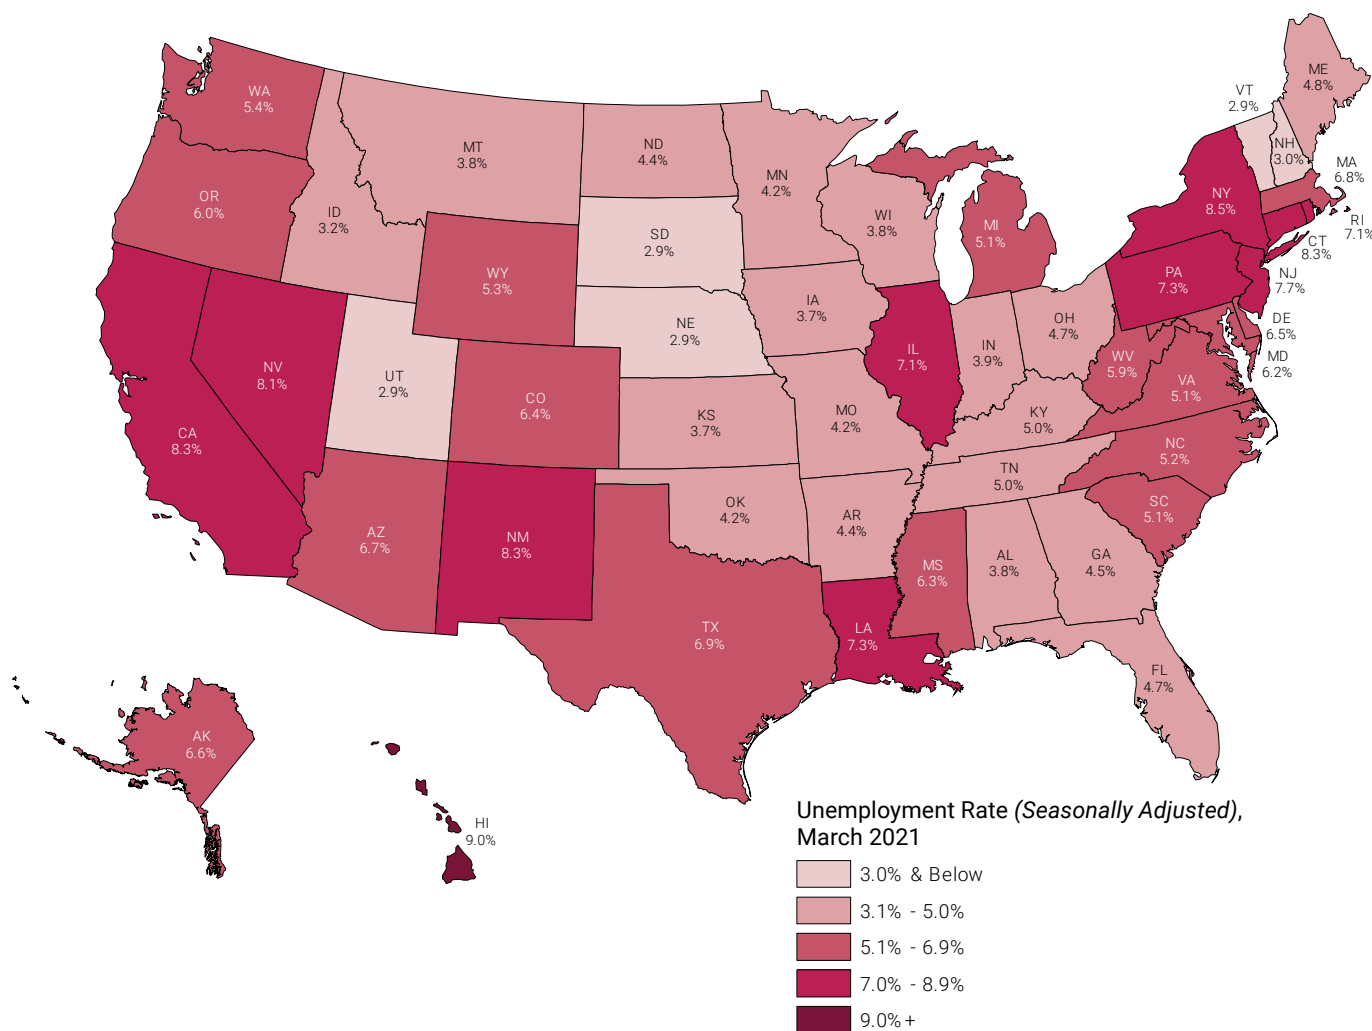 WA
5.4%
OR
6.0%
CA
8.3%
NV
8.1%
ID
3.2%
MT
3.8%
WY
5.3%
UT
2.9%
AZ
6.7%
CO
6.4%
NM
8.3%
ND
4.4%
SD
2.9%
NE
2.9%
KS
3.7%
OK
4.2%
TX
6.9%
MN
4.2%
IA
3.7%
MO
4.2%
AR
4.4%
LA
7.3%
WI
3.8%
IL
7.1%
MI
5.1%
IN
3.9%
OH
4.7%
KY
5.0%
TN
5.0%
MS
6.3%
AL
3.8%
GA
4.5%
FL
4.7%
SC
5.1%
NC
5.2%
VA
5.1%
WV
5.9%
PA
7.3%
NY
8.5%
VT
2.9%
NH
3.0%
ME
4.8%
MA
6.8%
RI
7.1%
CT
8.3%
NJ
7.7%
DE
6.5%
MD
6.2%
AK
6.6%
HI
9.0%
Unemployment Rate (Seasonally Adjusted),
March 2021
3.0% & Below
3.1% - 5.0%
5.1% - 6.9%
7.0% - 8.9%
9.0% +